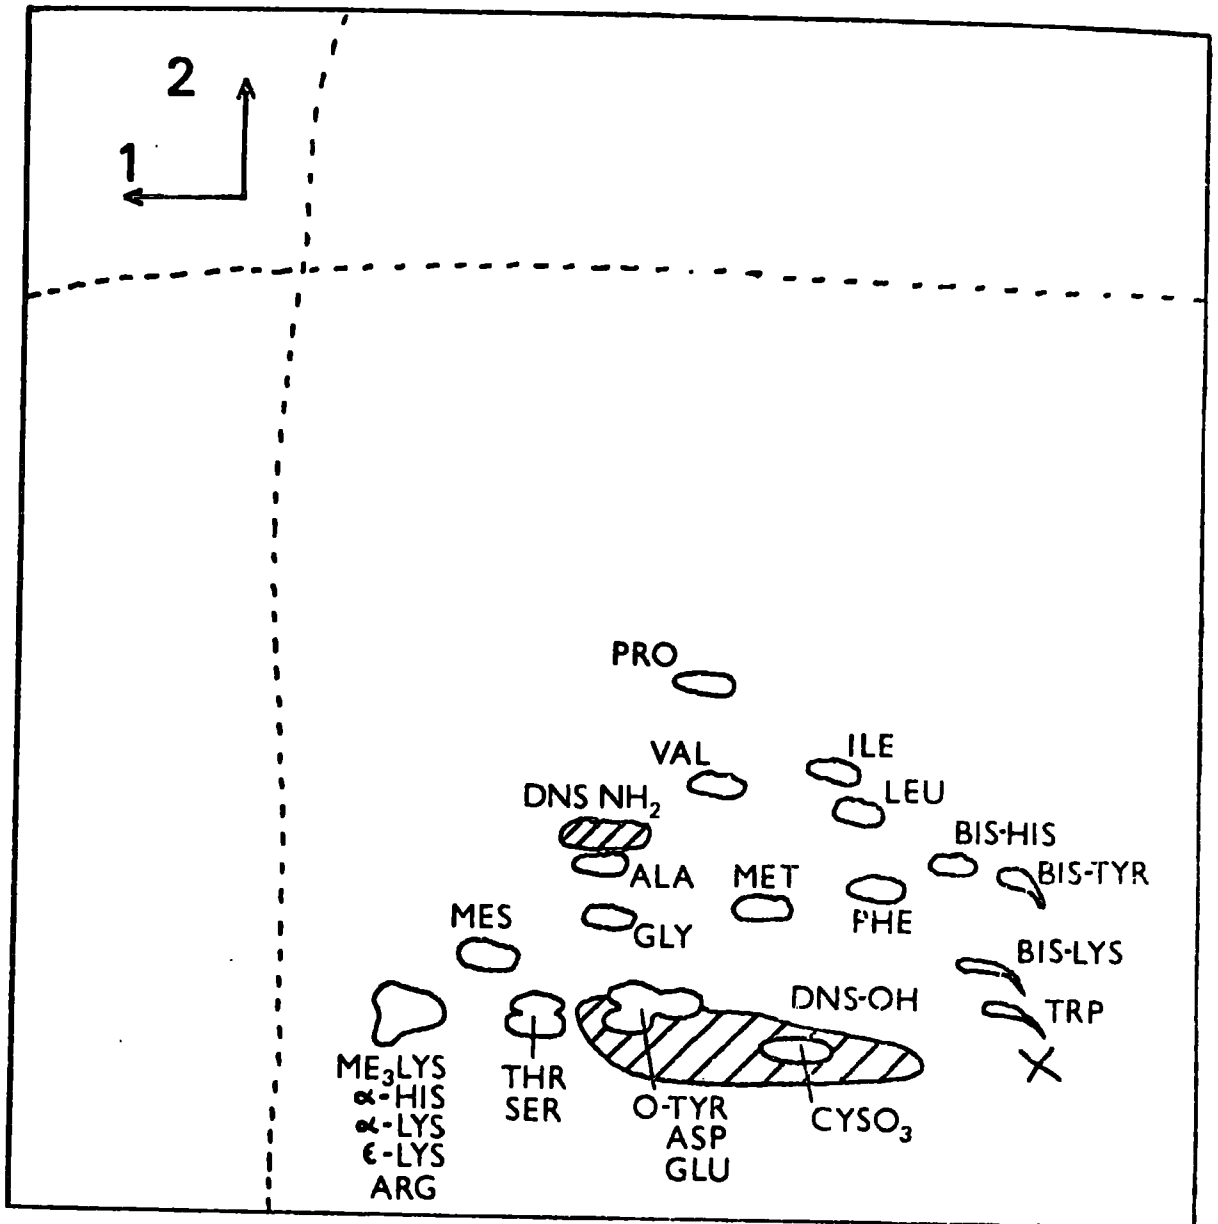 2
1
PRO
VAL
ILE
DNS NH₂
LEU
BIS-HIS
ALA
MET
BIS-TYR
MES
GLY
PHE
BIS-LYS
DNS-OH
TRP
ME₃LYS
α-HIS
α-LYS
ε-LYS
ARG
THR
SER
O-TYR
ASP
GLU
CYSO₃
X